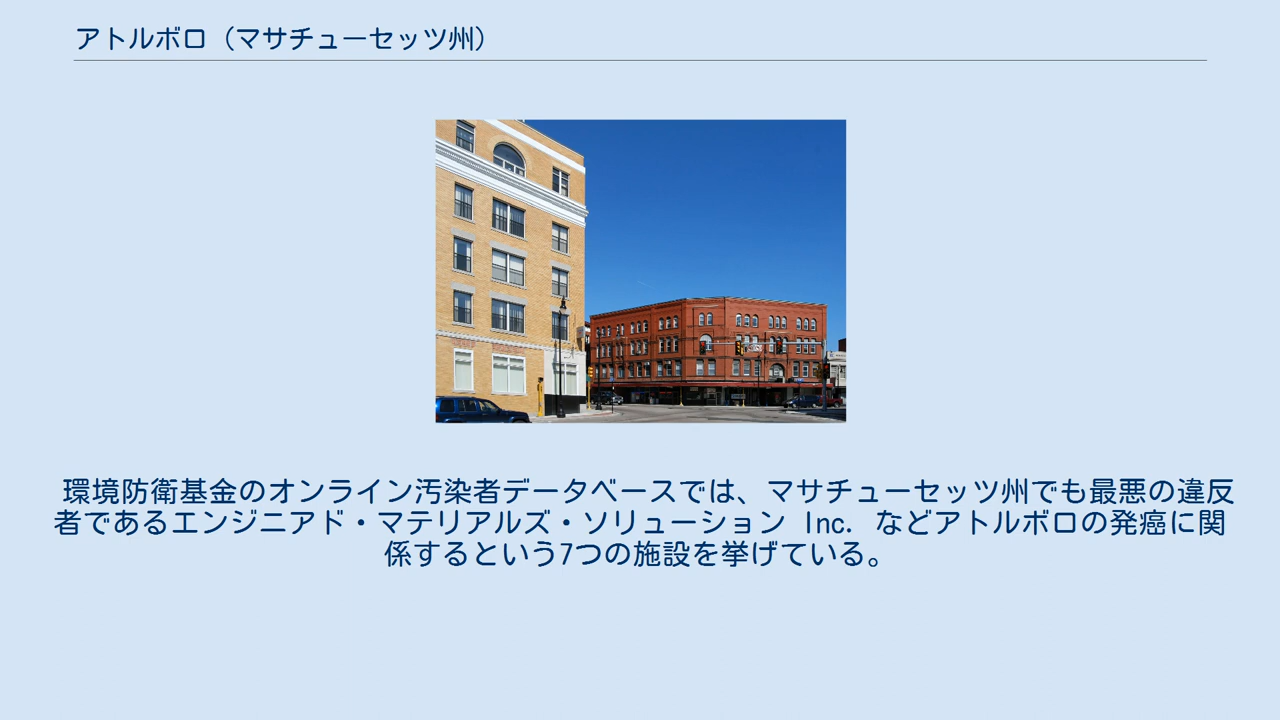 アトルボロ（マサチューセッツ州）
環境防衛基金のオンライン汚染者データベースでは、マサチューセッツ州でも最悪の違反
者であるエンジニアド・マテリアルズ・ソリューション Inc. などアトルボロの発癌に関
係するという7つの施設を挙げている。